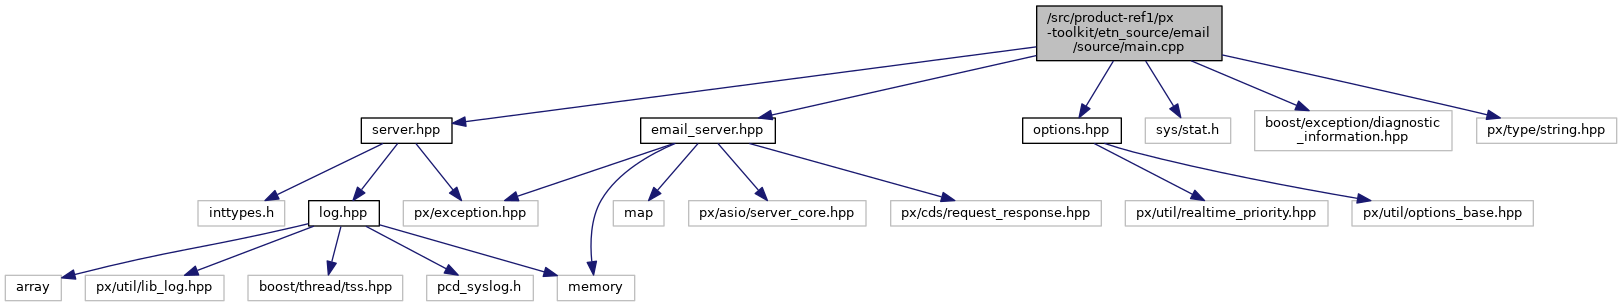 /src/product-ref1/px
-toolkit/etn_source/email
/source/main.cpp
server.hpp
email_server.hpp
options.hpp
sys/stat.h
boost/exception/diagnostic
_information.hpp
px/type/string.hpp
inttypes.h
log.hpp
px/exception.hpp
map
px/asio/server_core.hpp
px/cds/request_response.hpp
px/util/realtime_priority.hpp
px/util/options_base.hpp
array
px/util/lib_log.hpp
boost/thread/tss.hpp
pcd_syslog.h
memory